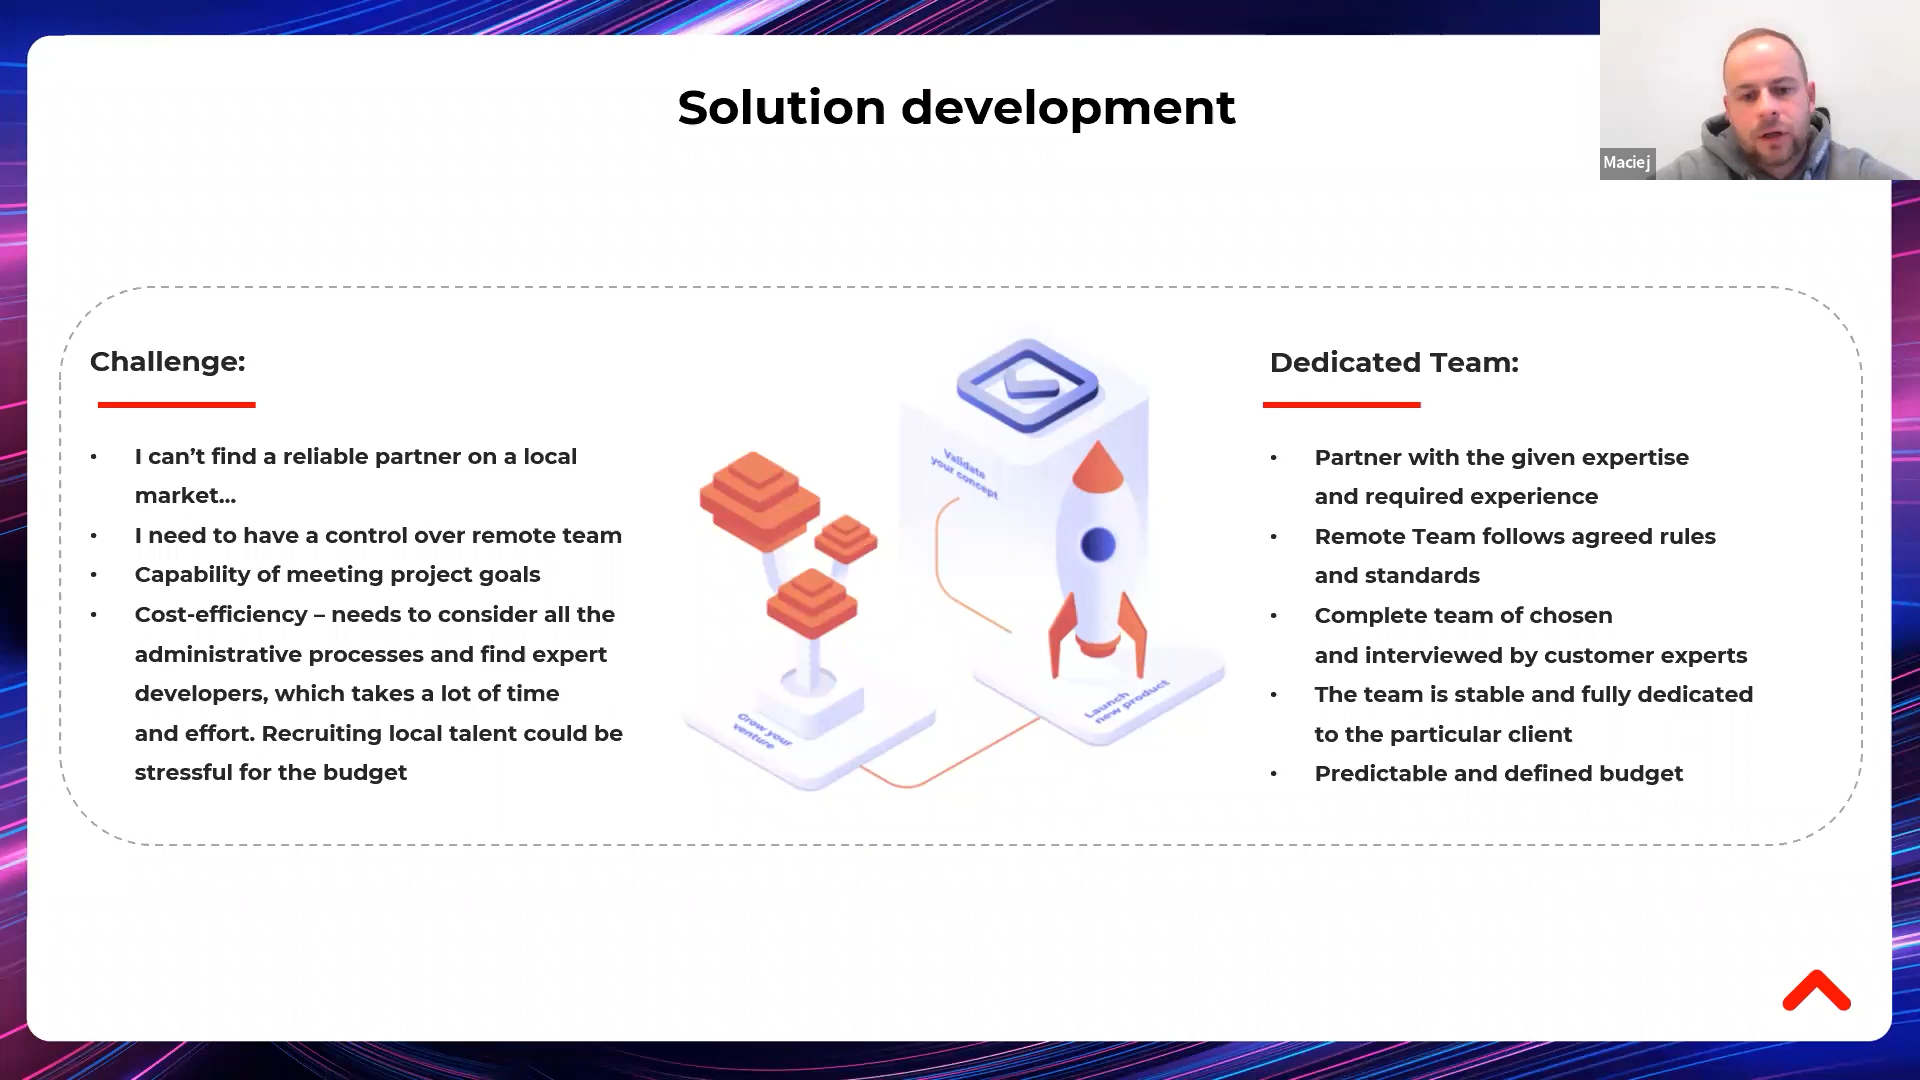 Solution development
Maciej
Challenge:
• I can’t find a reliable partner on a local
market...
• I need to have a control over remote team
• Capability of meeting project goals
• Cost-efficiency – needs to consider all the
administrative processes and find expert
developers, which takes a lot of time
and effort. Recruiting local talent could be
stressful for the budget
Validate
your concept
Launch
new product
Grow your
venture
Dedicated Team:
• Partner with the given expertise
and required experience
• Remote Team follows agreed rules
and standards
• Complete team of chosen
and interviewed by customer experts
• The team is stable and fully dedicated
to the particular client
• Predictable and defined budget